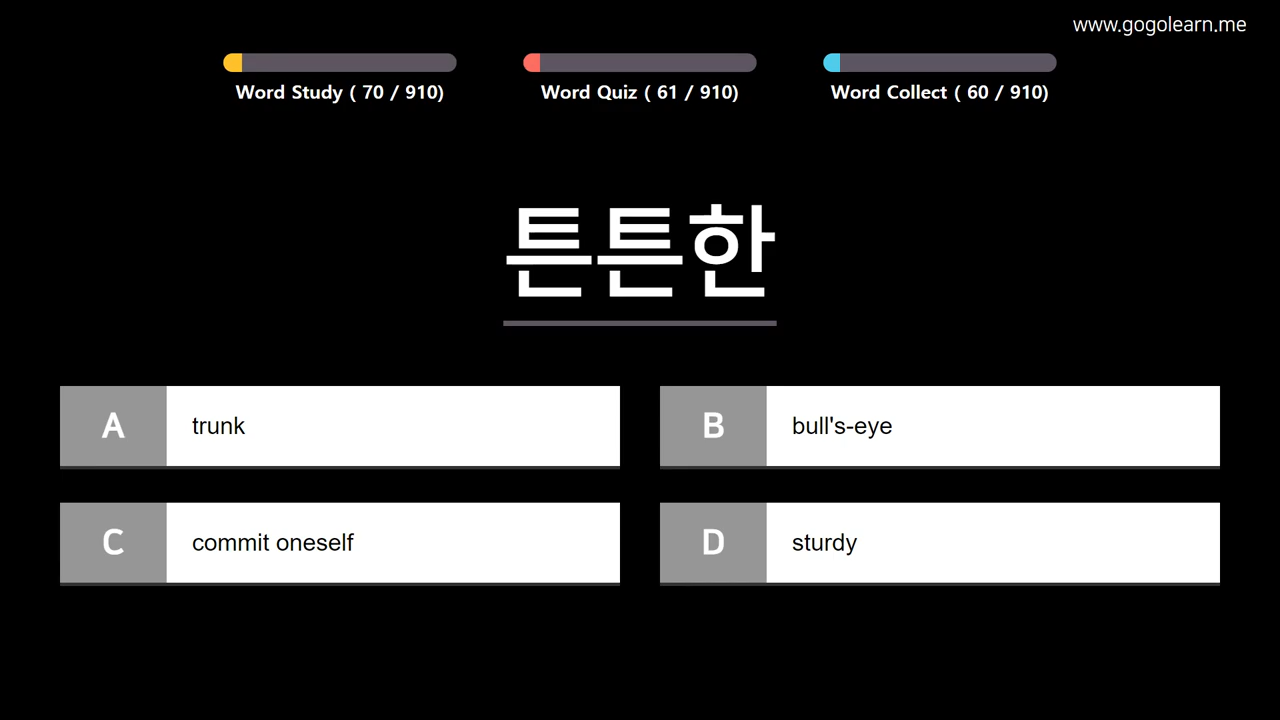 www.gogolearn.me
Word Study ( 70 / 910)
Word Quiz ( 61 / 910)
Word Collect ( 60 / 910)
튼튼한
A trunk
B bull's-eye
C commit oneself
D sturdy